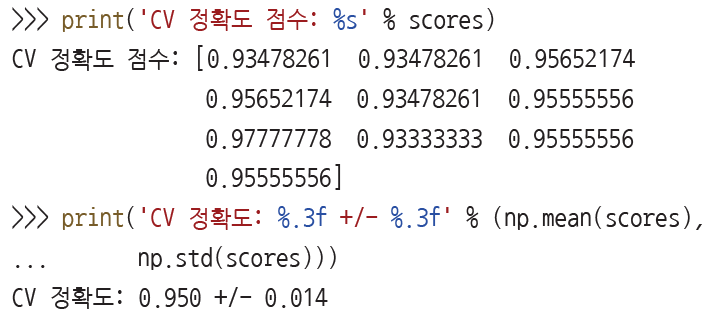 >>> print('CV 정확도 점수: %s' % scores)
CV 정확도 점수: [0.93478261 0.93478261 0.95652174
0.95652174 0.93478261 0.95555556
0.97777778 0.93333333 0.95555556
0.95555556]
>>> print('CV 정확도: %.3f +/- %.3f' % (np.mean(scores),
... np.std(scores)))
CV 정확도: 0.950 +/- 0.014